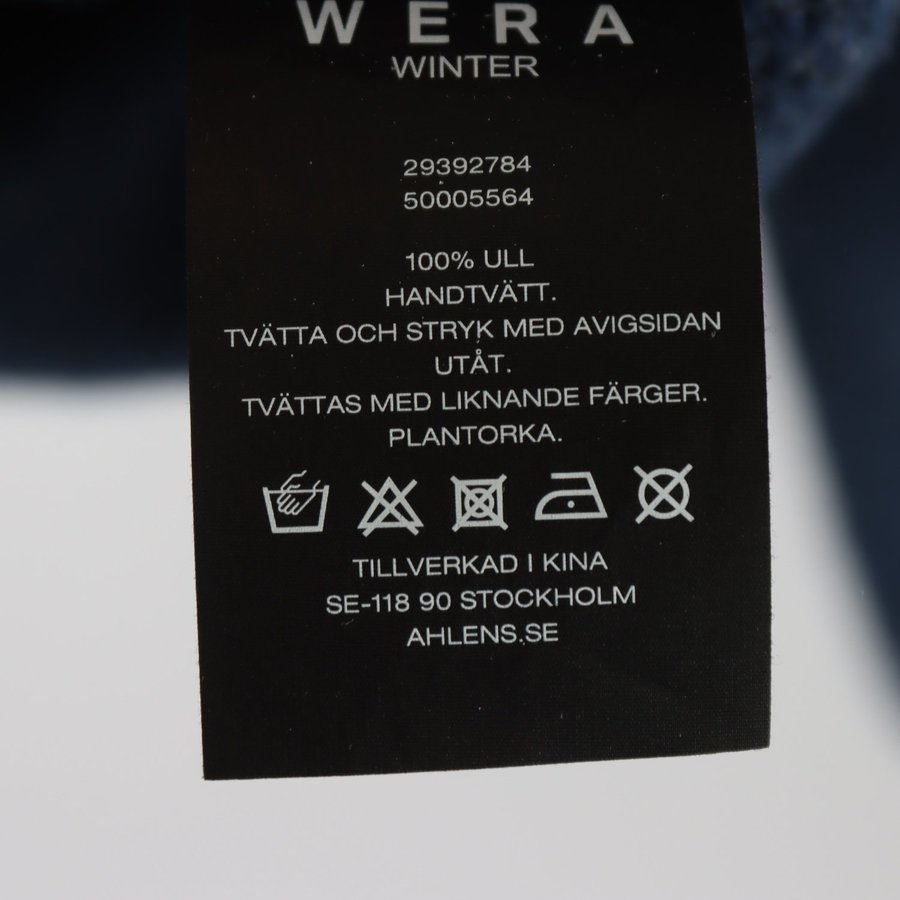 WERA
WINTER
29392784
50005564
100% ULL
HANDTVÄTT.
TVÄTTA OCH STRYK MED AVIGSIDAN
UTÅT.
TVÄTTAS MED LIKNANDE FÄRGER.
PLANTORKA.
TILLVERKAD I KINA
SE-118 90 STOCKHOLM
AHLENS.SE